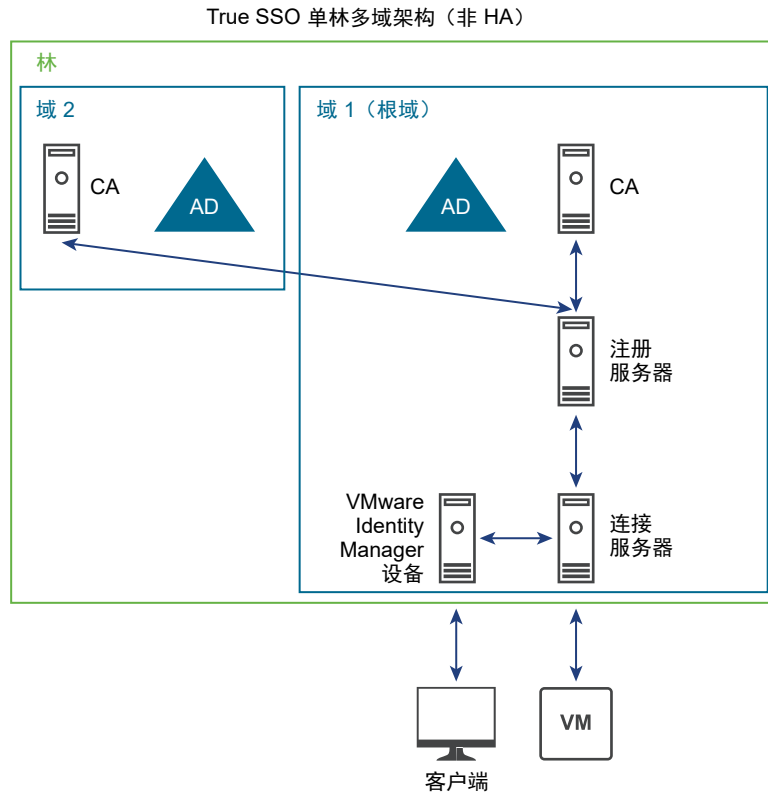 True SSO 单林多域架构（非 HA）
林
域 2
域 1（根域）
CA
AD
AD
CA
注册
服务器
VMware
Identity
Manager
设备
连接
服务器
VM
客户端